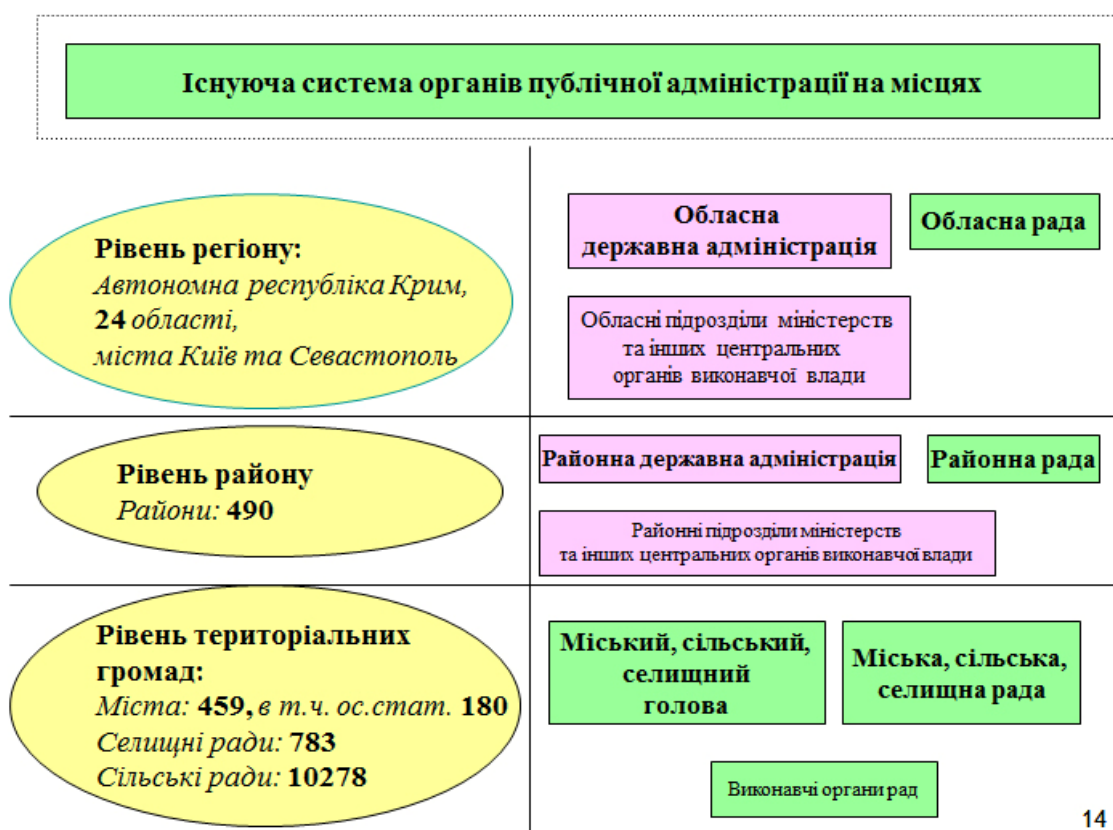 Існуюча система органів публічної адміністрації на місцях
Рівень регіону:
Автономна республіка Крим,
24 області,
міста Київ та Севастополь
Обласна
державна адміністрація
Обласна рада
Обласні підрозділи міністерств
та інших центральних
органів виконавчої влади
Рівень району
Райони: 490
Районна державна адміністрація
Районна рада
Районні підрозділи міністерств
та інших центральних органів виконавчої влади
Рівень територіальних
громад:
Міста: 459, в т.ч. ос.стат. 180
Селищні ради: 783
Сільські ради: 10278
Міський, сільський,
селищний
голова
Міська, сільська,
селищна рада
Виконавчі органи рад
14